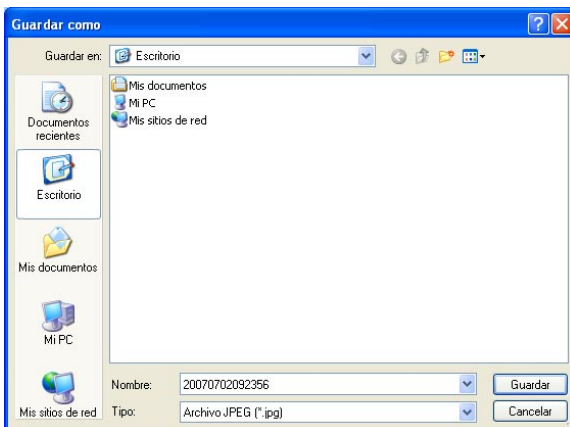 Guardar como
Guardar en: Escritorio
Mis documentos
Mi PC
Mis sitios de red
Documentos
recientes
Escritorio
Mis documentos
Mi PC
Mis sitios de red
Nombre: 20070702092356 Guardar
Tipo: Archivo JPEG (*.jpg) Cancelar